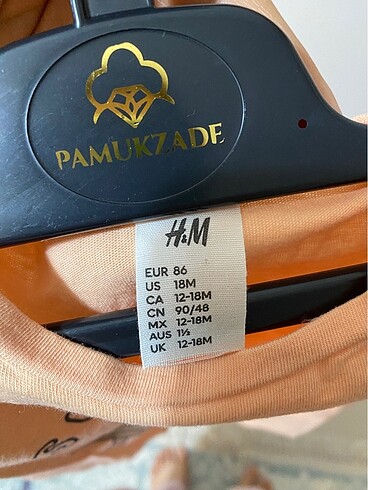 PAMUKZADE
H&M
EUR 86
US 18M
CA 12-18M
CN 90/48
MX 12-18M
AUS 1½
UK 12-18M